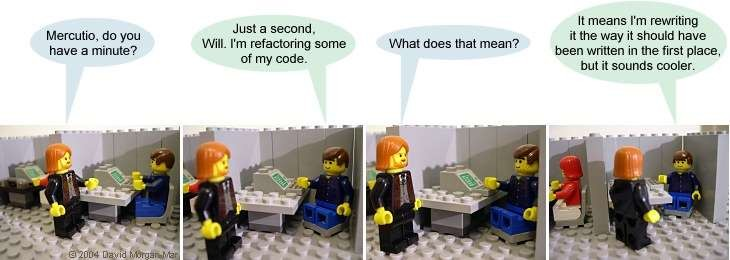 Mercutio, do you
have a minute?
Just a second,
Will. I'm refactoring some
of my code.
What does that mean?
It means I'm rewriting
it the way it should have
been written in the first place,
but it sounds cooler.
© 2004 David Morgan-Mar